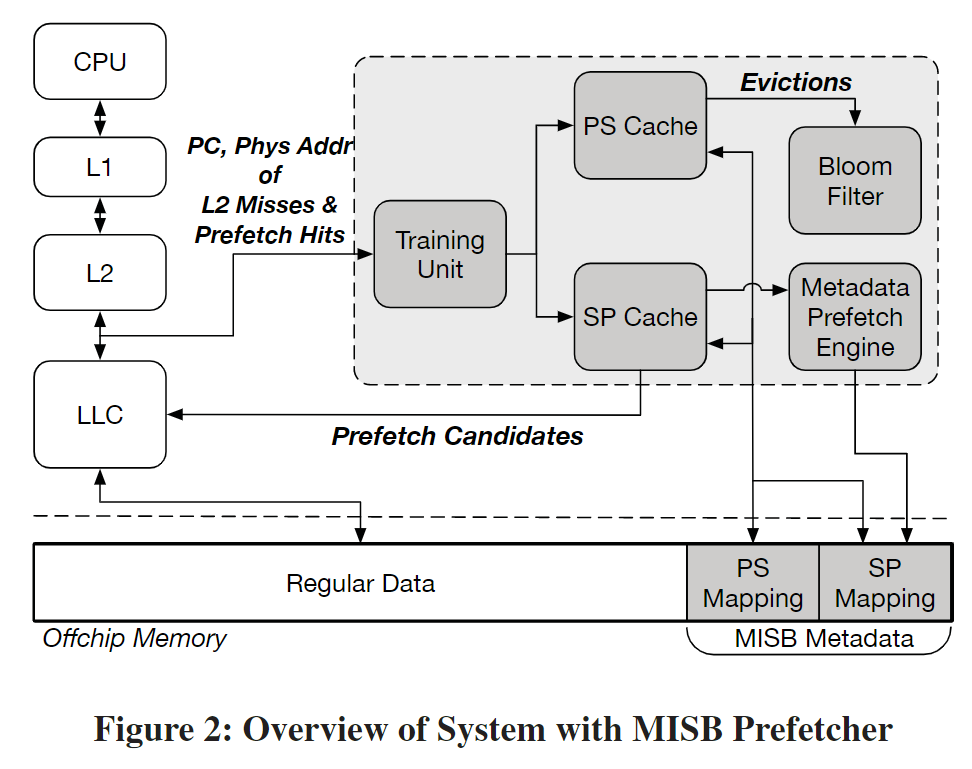 CPU
L1
L2
LLC
PC, Phys Addr
of
L2 Misses &
Prefetch Hits
Training
Unit
PS Cache
SP Cache
Evictions
Bloom
Filter
Metadata
Prefetch
Engine
Prefetch Candidates
Regular Data
PS
Mapping
SP
Mapping
Offchip Memory
MISB Metadata
Figure 2: Overview of System with MISB Prefetcher